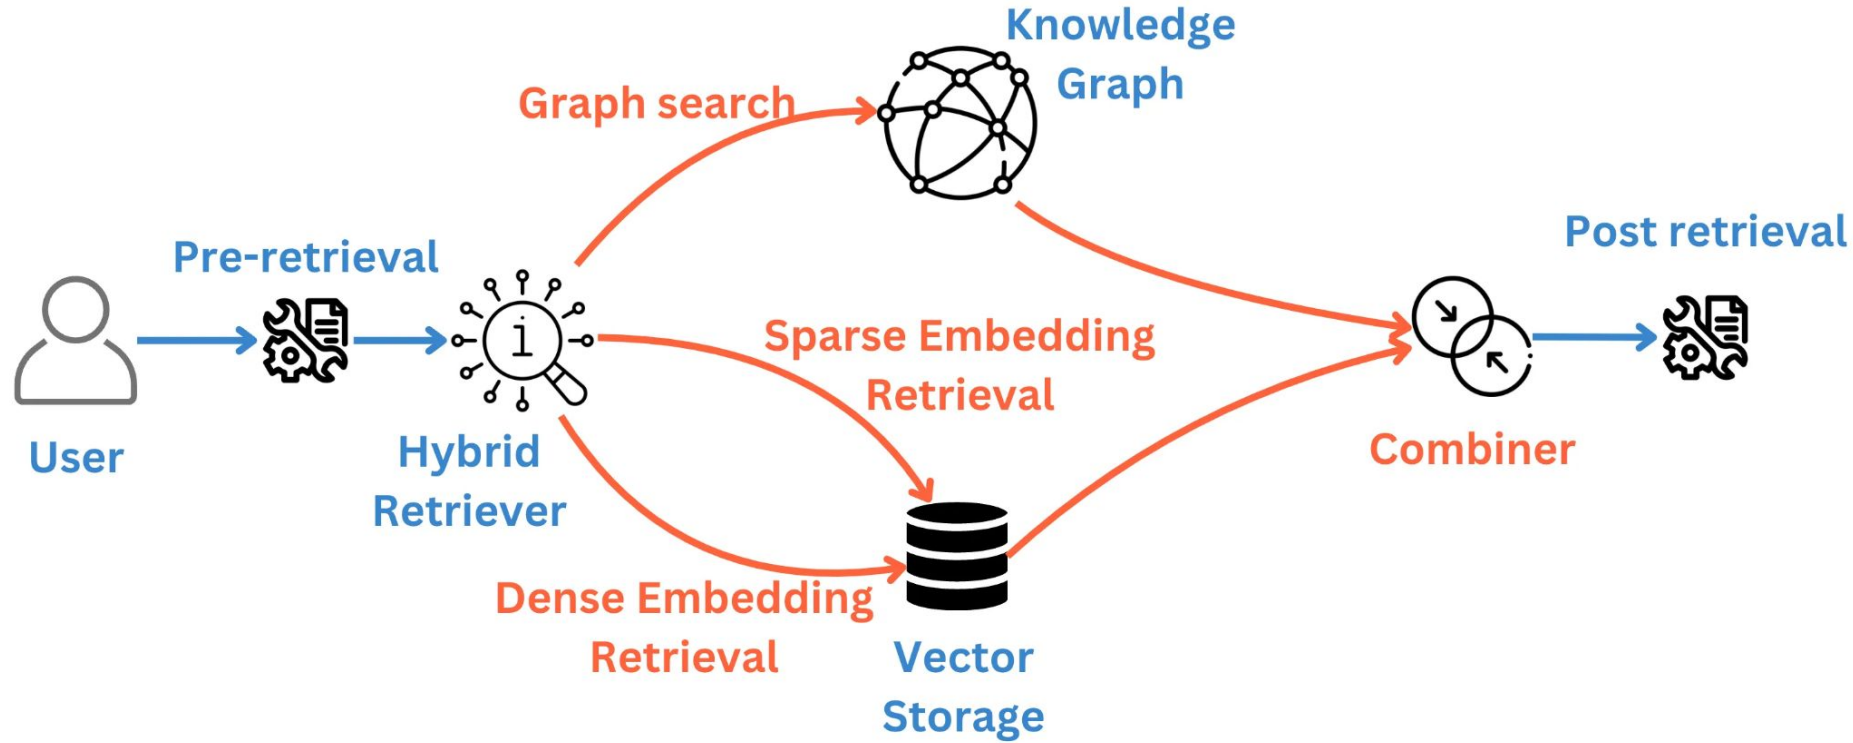 Knowledge
Graph
Graph search
Pre-retrieval
Post retrieval
Sparse Embedding
Retrieval
i
User
Hybrid
Retriever
Combiner
Dense Embedding
Retrieval
Vector
Storage